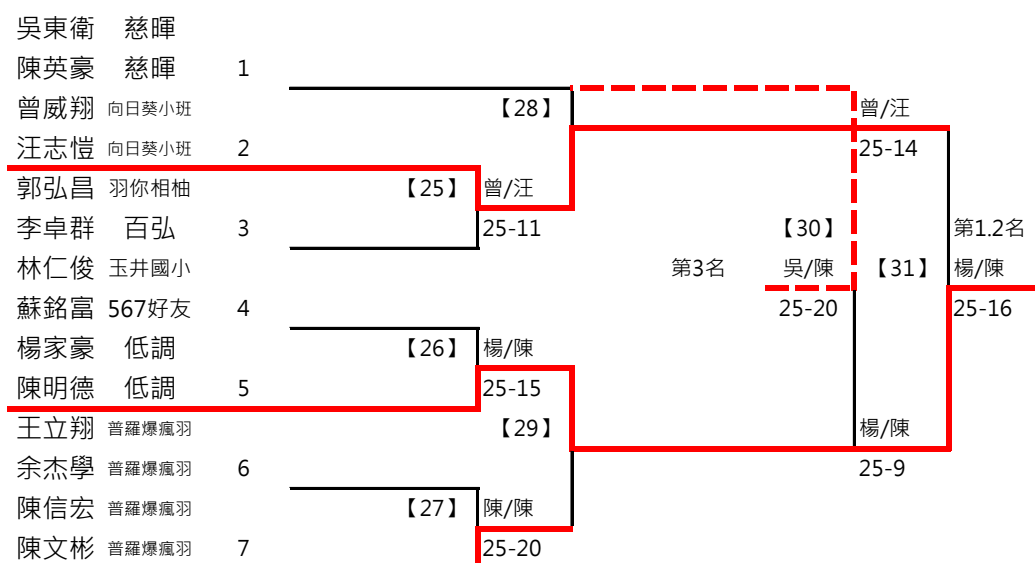 吳東衛 慈暉
陳英豪 慈暉 1
曾威翔 向日葵小班 【28】 曾/汪
汪志愷 向日葵小班 2 25-14
郭弘昌 羽你相柚 【25】 曾/汪
李卓群 百弘 3 25-11 【30】 第1.2名
林仁俊 玉井國小 第3名 吳/陳 【31】 楊/陳
蘇銘富 567好友 4 25-20 25-16
楊家豪 低調 【26】 楊/陳
陳明德 低調 5 25-15
王立翔 普羅爆瘋羽 【29】 楊/陳
余杰學 普羅爆瘋羽 6 25-9
陳信宏 普羅爆瘋羽 【27】 陳/陳
陳文彬 普羅爆瘋羽 7 25-20